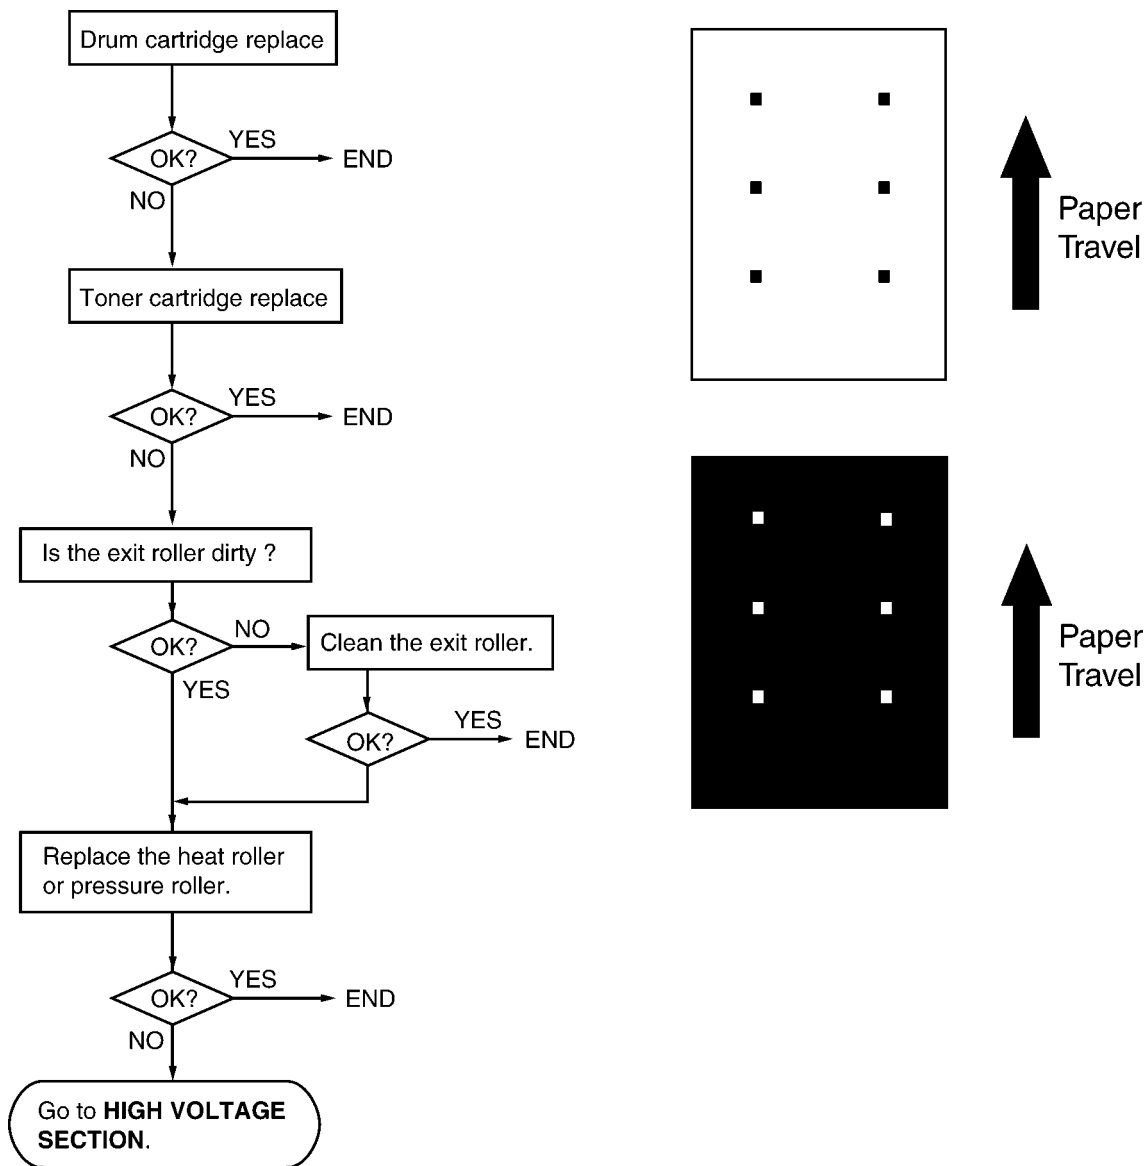 Drum cartridge replace
OK?
YES
END
NO
Toner cartridge replace
OK?
YES
END
NO
Is the exit roller dirty ?
OK?
NO
Clean the exit roller.
YES
OK?
YES
END
Replace the heat roller
or pressure roller.
OK?
YES
END
NO
Go to HIGH VOLTAGE
SECTION.
Paper
Travel
Paper
Travel